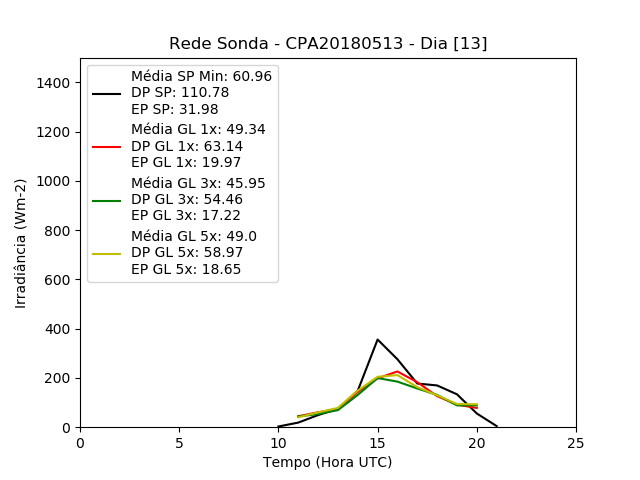 Rede Sonda - CPA20180513 - Dia [13]
Média SP Min: 60.96
DP SP: 110.78
EP SP: 31.98
Média GL 1x: 49.34
DP GL 1x: 63.14
EP GL 1x: 19.97
Média GL 3x: 45.95
DP GL 3x: 54.46
EP GL 3x: 17.22
Média GL 5x: 49.0
DP GL 5x: 58.97
EP GL 5x: 18.65
Irradiância (Wm-2)
1400
1200
1000
800
600
400
200
0
0 5 10 15 20 25
Tempo (Hora UTC)